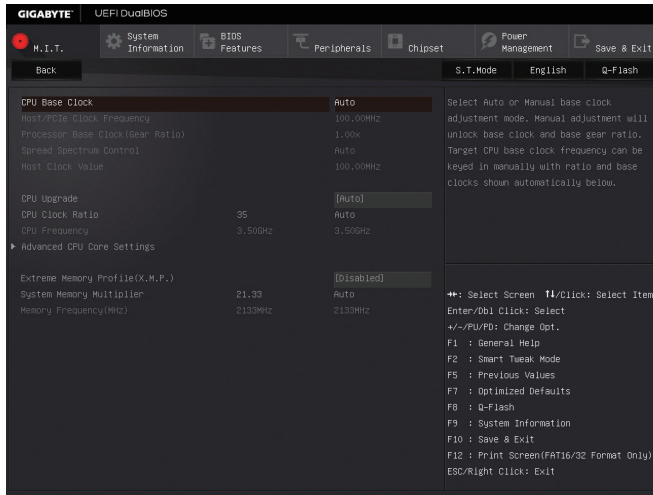 GIGABYTE™ UEFI DualBIOS
M.I.T. System Information BIOS Features Peripherals Chipset Power Management Save & Exit
Back S.T.Mode English Q-Flash
CPU Base Clock Auto
Host/PCIe Clock Frequency 100.00MHz
Processor Base Clock(Gear Ratio) 1.00x
Spread Spectrum Control Auto
Host Clock Value 100.00MHz
CPU Upgrade [Auto]
CPU Clock Ratio 35 Auto
CPU Frequency 3.50GHz 3.50GHz
Advanced CPU Core Settings
Extreme Memory Profile(X.M.P.) [Disabled]
System Memory Multiplier 21.33 Auto
Memory Frequency(MHz) 2133MHz 2133MHz
Select Auto or Manual base clock
adjustment mode. Manual adjustment will
unlock base clock and base gear ratio.
Target CPU base clock frequency can be
keyed in manually with ratio and base
clocks shown automatically below.
→←: Select Screen ↑↓/Click: Select Item
Enter/Dbl Click: Select
+/-/PU/PD: Change Opt.
F1 : General Help
F2 : Smart Tweak Mode
F5 : Previous Values
F7 : Optimized Defaults
F8 : Q-Flash
F9 : System Information
F10 : Save & Exit
F12 : Print Screen(FAT16/32 Format Only)
ESC/Right Click: Exit